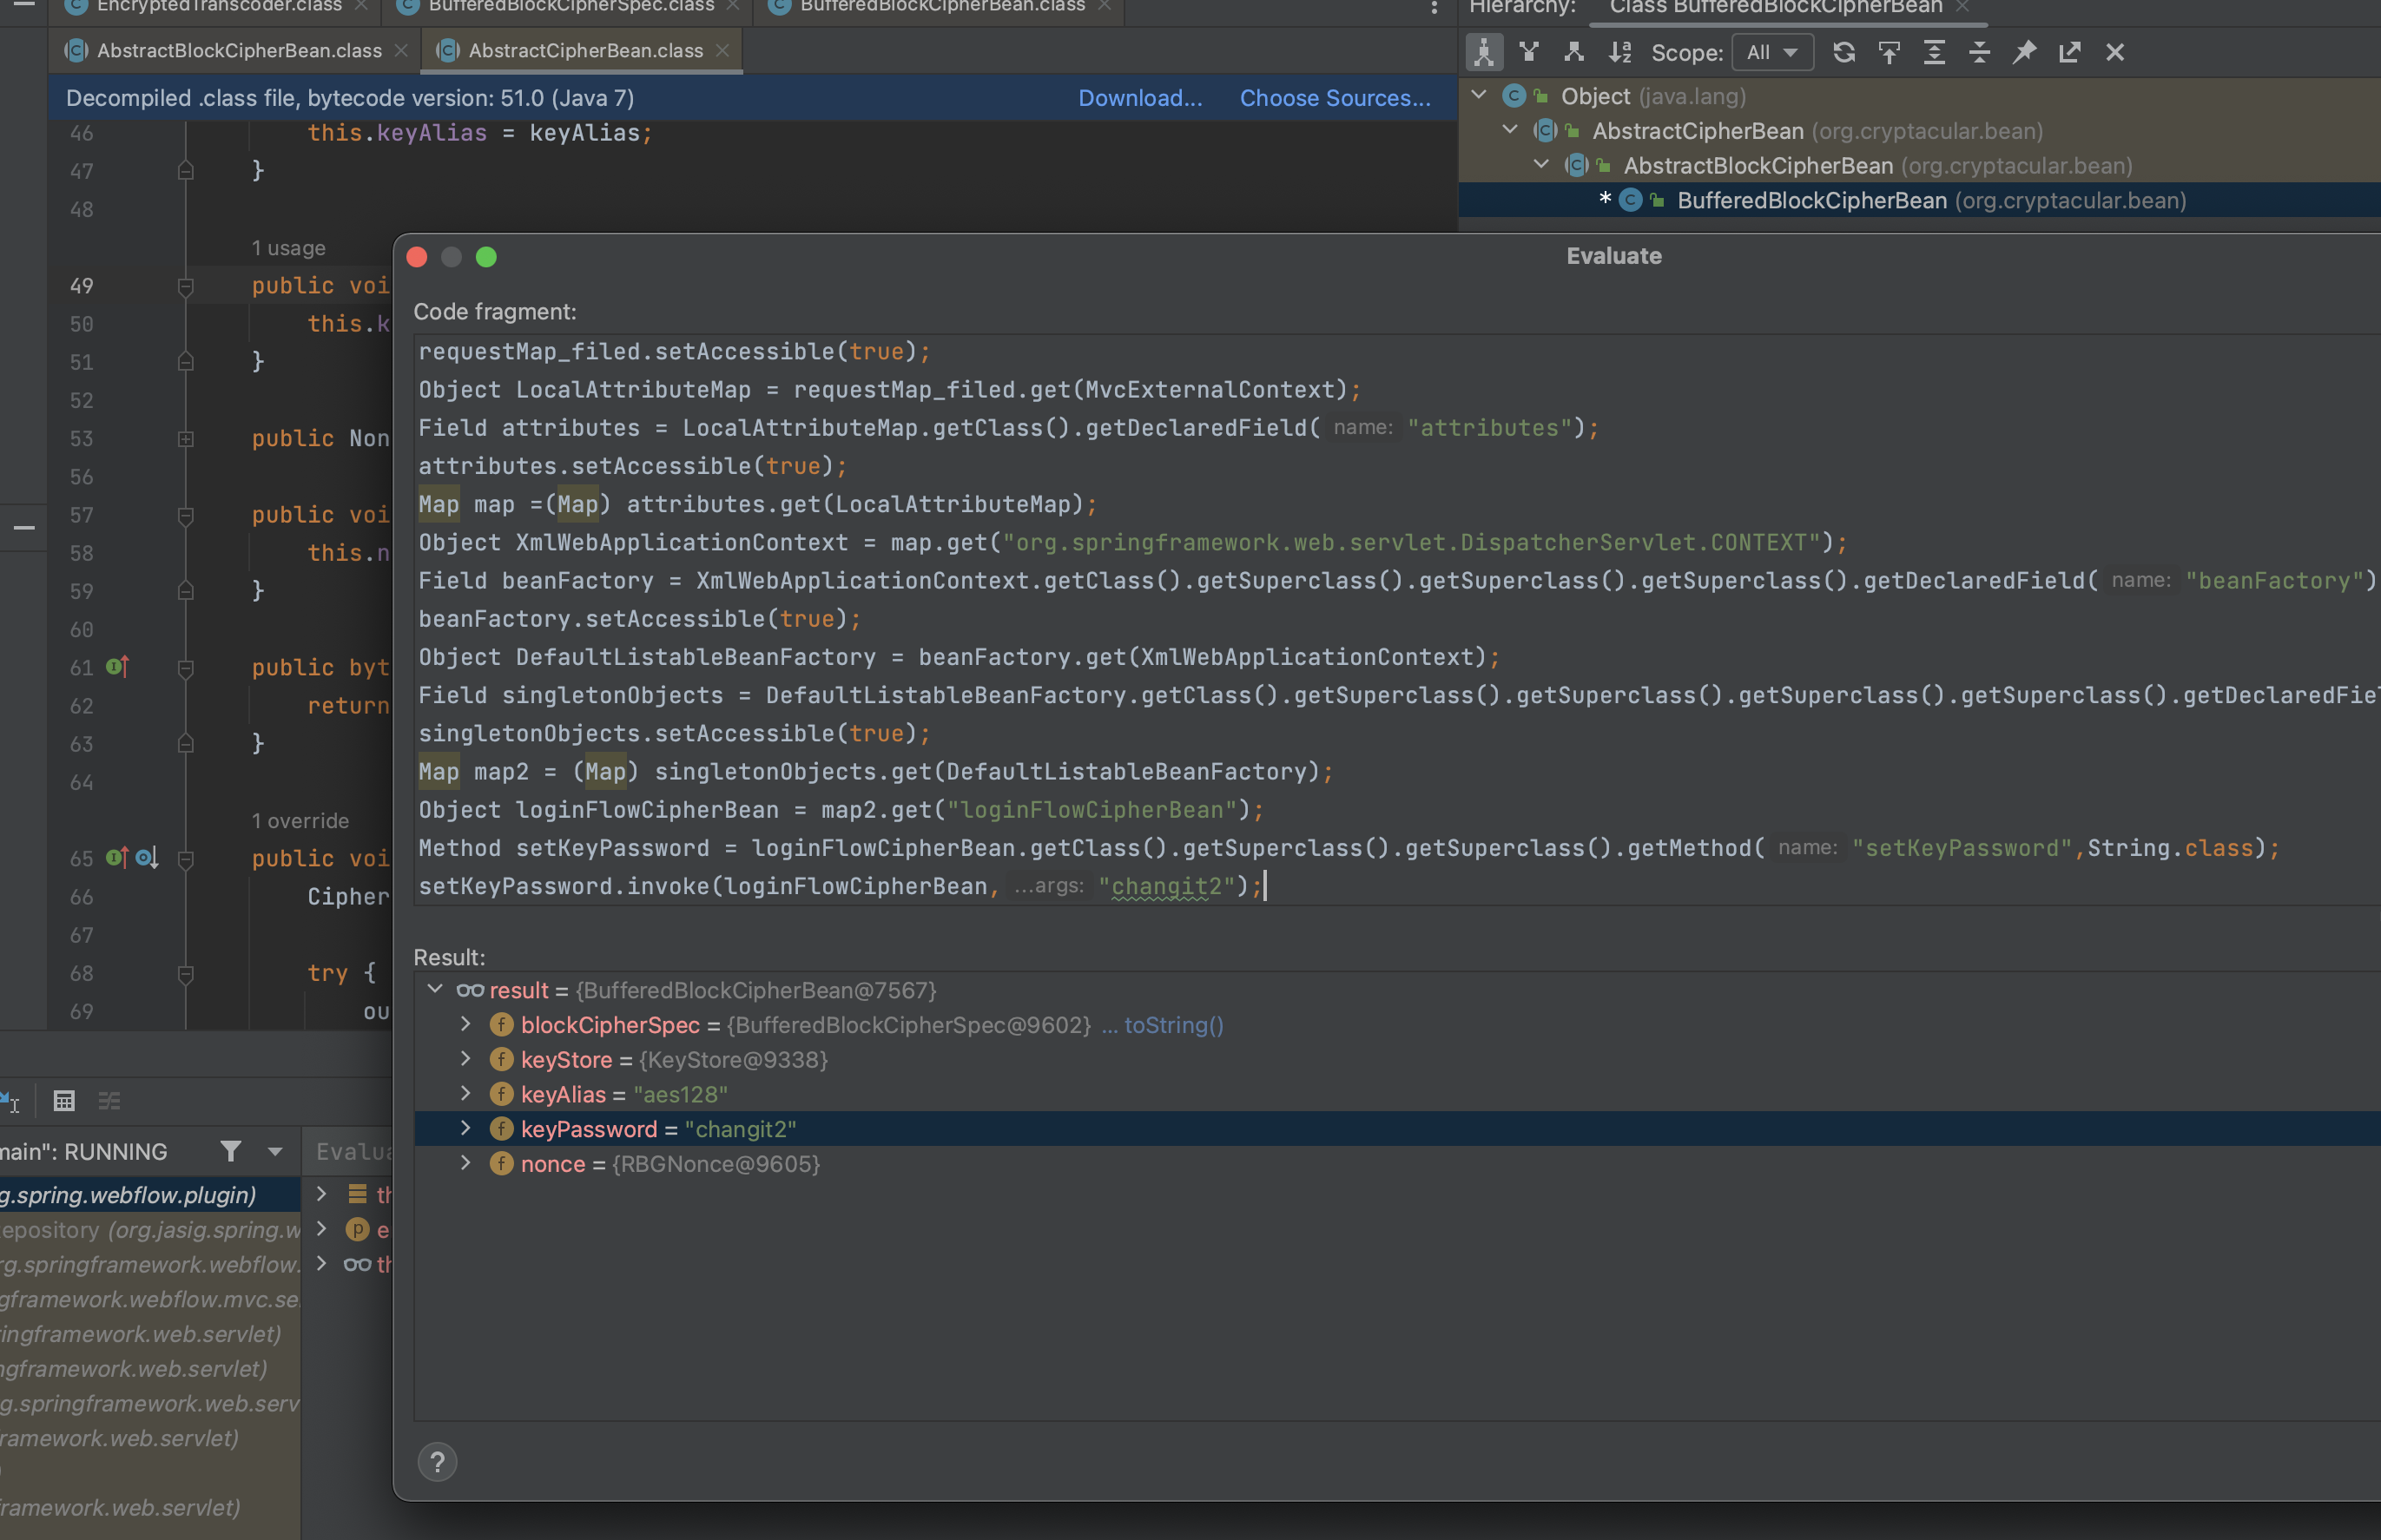 EncryptedTranscoder.class
BufferedBlockCipherSpec.class
BufferedBlockCipherBean.class
Hierarchy: Class BufferedBlockCipherBean
AbstractBlockCipherBean.class
AbstractCipherBean.class
Scope: All
Decompiled .class file, bytecode version: 51.0 (Java 7)
Download...
Choose Sources...
Object (java.lang)
AbstractCipherBean (org.cryptacular.bean)
AbstractBlockCipherBean (org.cryptacular.bean)
* BufferedBlockCipherBean (org.cryptacular.bean)
46 this.keyAlias = keyAlias;
47 }
48
1 usage
49 public voi
50 this.k
51 }
52
53 public Non
56
57 public voi
58 this.n
59 }
60
61 public byt
62 return
63 }
64
1 override
65 public voi
66 Cipher
67
68 try {
69 ou
Evaluate
Code fragment:
requestMap_filed.setAccessible(true);
Object LocalAttributeMap = requestMap_filed.get(MvcExternalContext);
Field attributes = LocalAttributeMap.getClass().getDeclaredField( name: "attributes");
attributes.setAccessible(true);
Map map =(Map) attributes.get(LocalAttributeMap);
Object XmlWebApplicationContext = map.get("org.springframework.web.servlet.DispatcherServlet.CONTEXT");
Field beanFactory = XmlWebApplicationContext.getClass().getSuperclass().getSuperclass().getSuperclass().getDeclaredField( name: "beanFactory")
beanFactory.setAccessible(true);
Object DefaultListableBeanFactory = beanFactory.get(XmlWebApplicationContext);
Field singletonObjects = DefaultListableBeanFactory.getClass().getSuperclass().getSuperclass().getSuperclass().getSuperclass().getDeclaredFie
singletonObjects.setAccessible(true);
Map map2 = (Map) singletonObjects.get(DefaultListableBeanFactory);
Object loginFlowCipherBean = map2.get("loginFlowCipherBean");
Method setKeyPassword = loginFlowCipherBean.getClass().getSuperclass().getSuperclass().getMethod( name: "setKeyPassword",String.class);
setKeyPassword.invoke(loginFlowCipherBean, ...args: "changit2");
Result:
result = {BufferedBlockCipherBean@7567}
blockCipherSpec = {BufferedBlockCipherSpec@9602} ... toString()
keyStore = {KeyStore@9338}
keyAlias = "aes128"
keyPassword = "changit2"
nonce = {RBGNonce@9605}
?
main": RUNNING
Evalua
g.spring.webflow.plugin)
epository (org.jasig.spring.w
rg.springframework.webflow.
gframework.webflow.mvc.se
ringframework.web.servlet)
ngframework.web.servlet)
g.springframework.web.serv
ramework.web.servlet)
)
ramework.web.servlet)
th
e
th